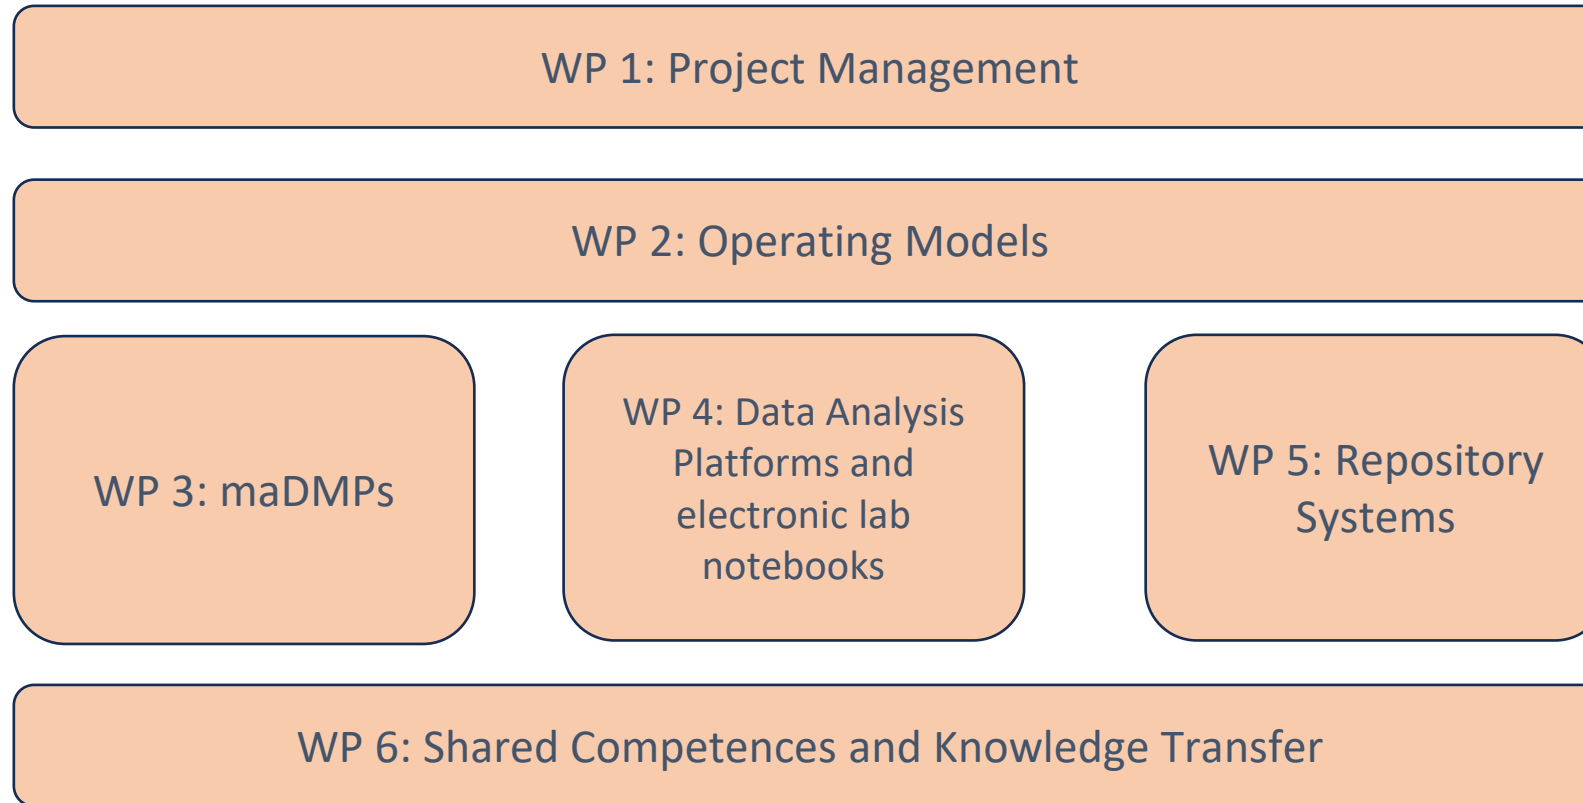 WP 1: Project Management
WP 2: Operating Models
WP 3: maDMPs
WP 4: Data Analysis
Platforms and
electronic lab
notebooks
WP 5: Repository
Systems
WP 6: Shared Competences and Knowledge Transfer